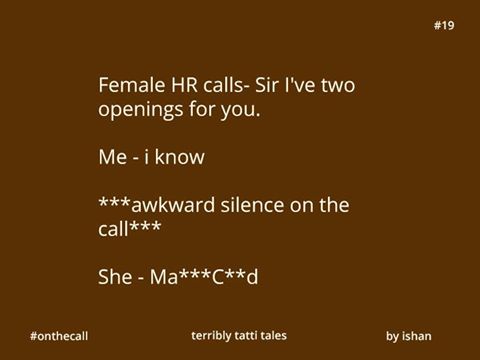 #19
Female HR calls- Sir I've two
openings for you.
Me - i know
***awkward silence on the
call***
She - Ma***C**d
#onthecall
terribly tatti tales
by ishan